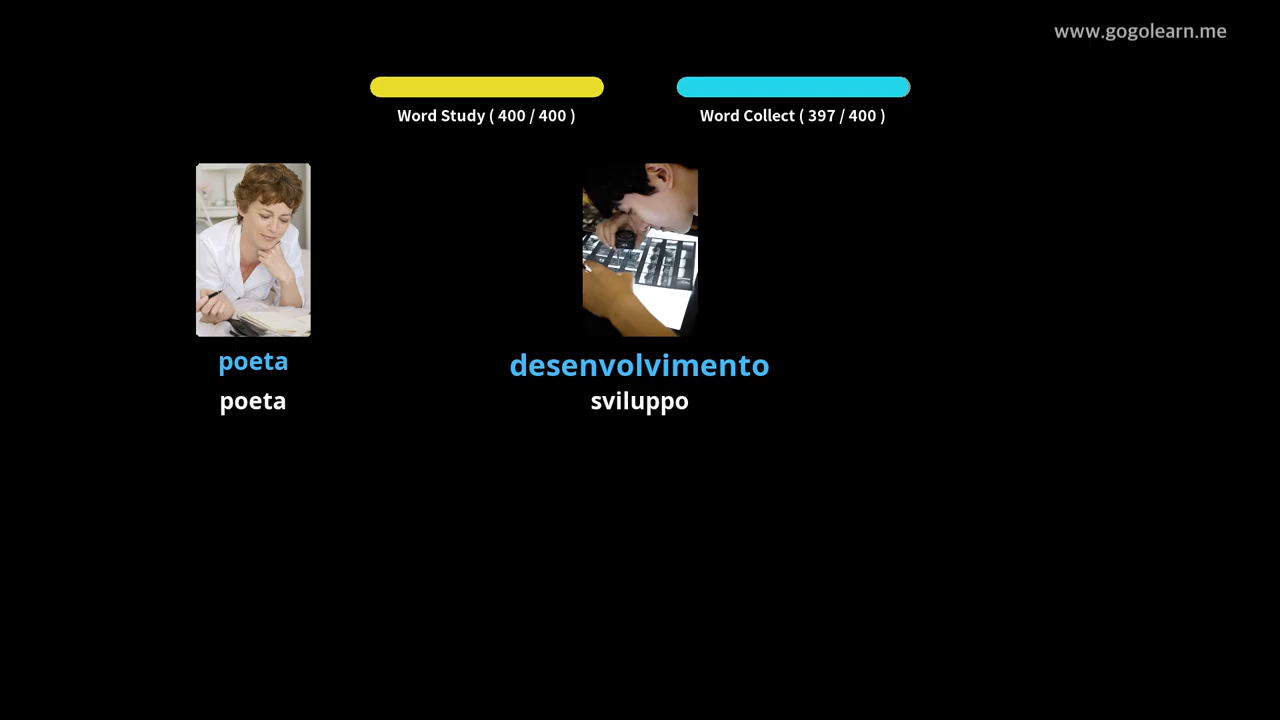 www.gogolearn.me
Word Study ( 400 / 400 )
Word Collect ( 397 / 400 )
poeta
poeta
desenvolvimento
sviluppo